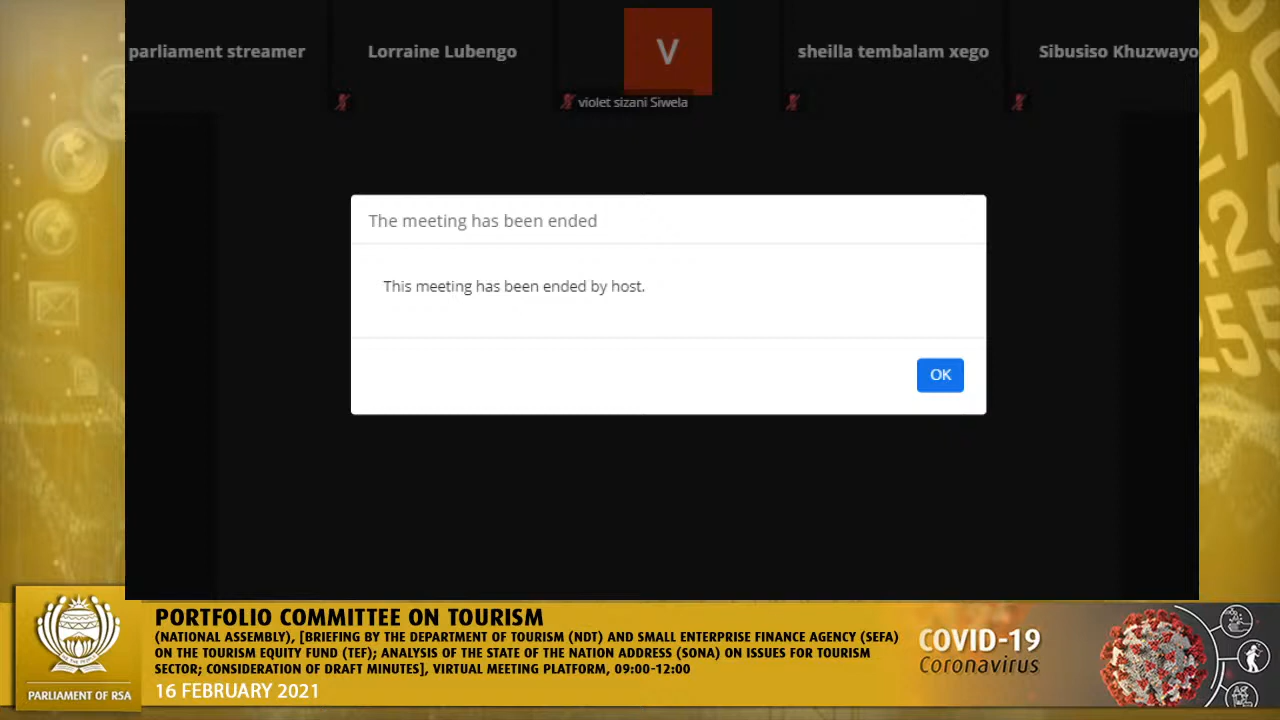 parliament streamer
Lorraine Lubengo
V
violet sizani Siwela
sheilla tembalam xego
Sibusiso Khuzwayo
The meeting has been ended
This meeting has been ended by host.
OK
PORTFOLIO COMMITTEE ON TOURISM
(NATIONAL ASSEMBLY), [BRIEFING BY THE DEPARTMENT OF TOURISM (NDT) AND SMALL ENTERPRISE FINANCE AGENCY (SEFA)
ON THE TOURISM EQUITY FUND (TEF); ANALYSIS OF THE STATE OF THE NATION ADDRESS (SONA) ON ISSUES FOR TOURISM
SECTOR; CONSIDERATION OF DRAFT MINUTES], VIRTUAL MEETING PLATFORM, 09:00-12:00
16 FEBRUARY 2021
PARLIAMENT OF RSA
COVID-19
Coronavirus